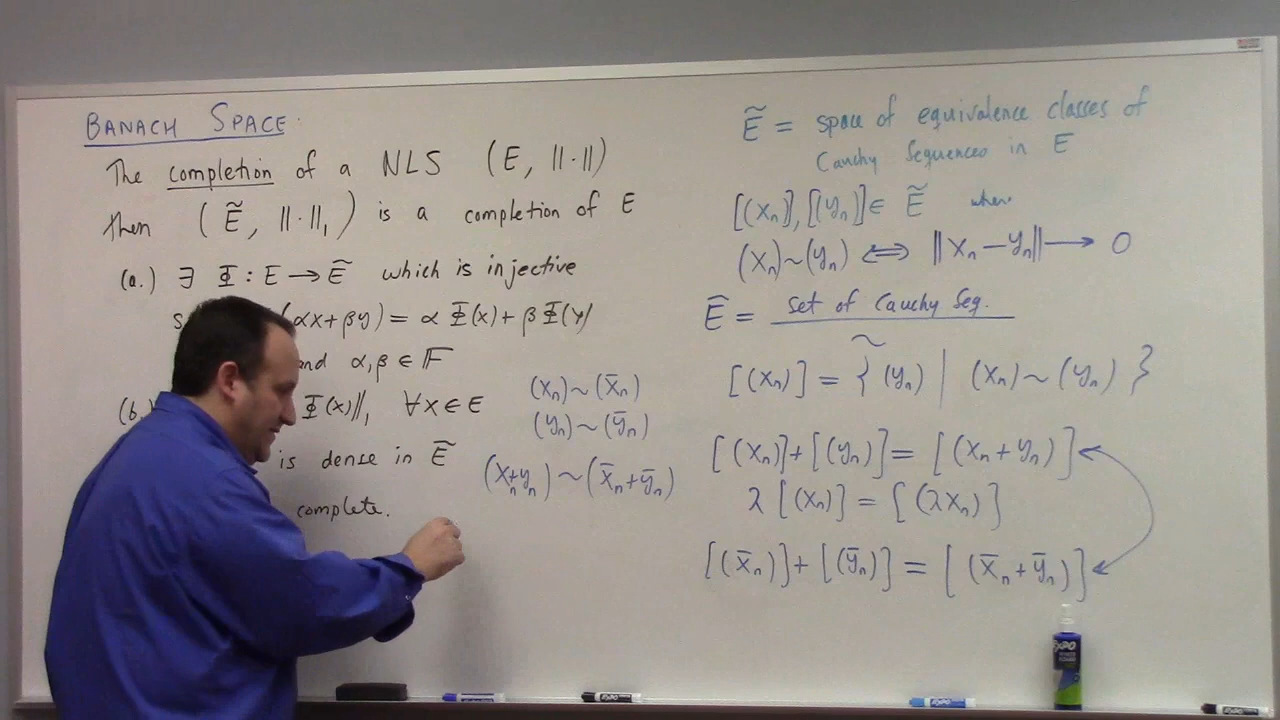 BANACH SPACE.
The completion of a NLS (E, ||·||)
then (Ẽ, ||·||₁) is a completion of E
(a.) ∃ Φ : E → Ẽ which is injective
(αx+βy) = α Φ(x) + β Φ(y)
and α, β ∈ F
(b.) Φ(x)||₁ ∀x∈E
is dense in Ẽ
complete.
(xₙ) ~ (x̄ₙ)
(yₙ) ~ (ȳₙ)
(xₙ+yₙ) ~ (x̄ₙ+ȳₙ)
Ẽ = space of equivalence classes of
Cauchy Sequences in E
[(xₙ)], [(yₙ)] ∈ Ẽ when
(xₙ)~(yₙ) ⟺ ||xₙ−yₙ|| → 0
Ẽ = set of Cauchy Seq.
~
[(xₙ)] = { (yₙ) | (xₙ) ~ (yₙ) }
[(xₙ)]+[(yₙ)] = [(xₙ+yₙ)]
λ[(xₙ)] = [(λxₙ)]
[(x̄ₙ)]+[(ȳₙ)] = [(x̄ₙ+ȳₙ)]
EXPO